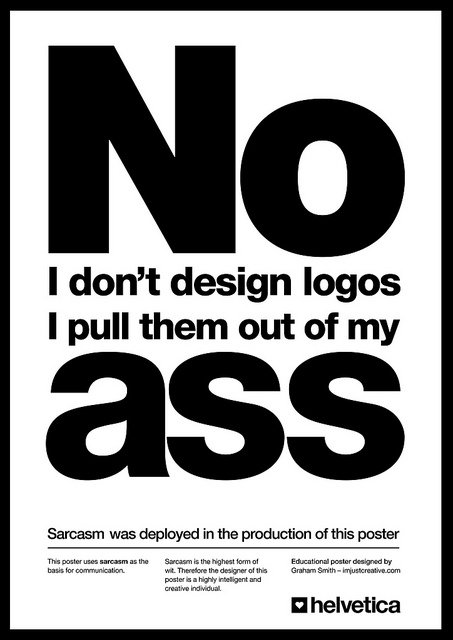 No
I don't design logos
I pull them out of my
ass
Sarcasm was deployed in the production of this poster
This poster uses sarcasm as the
basis for communication.
Sarcasm is the highest form of
wit. Therefore the designer of this
poster is a highly intelligent and
creative individual.
Educational poster designed by
Graham Smith – imjustcreative.com
helvetica